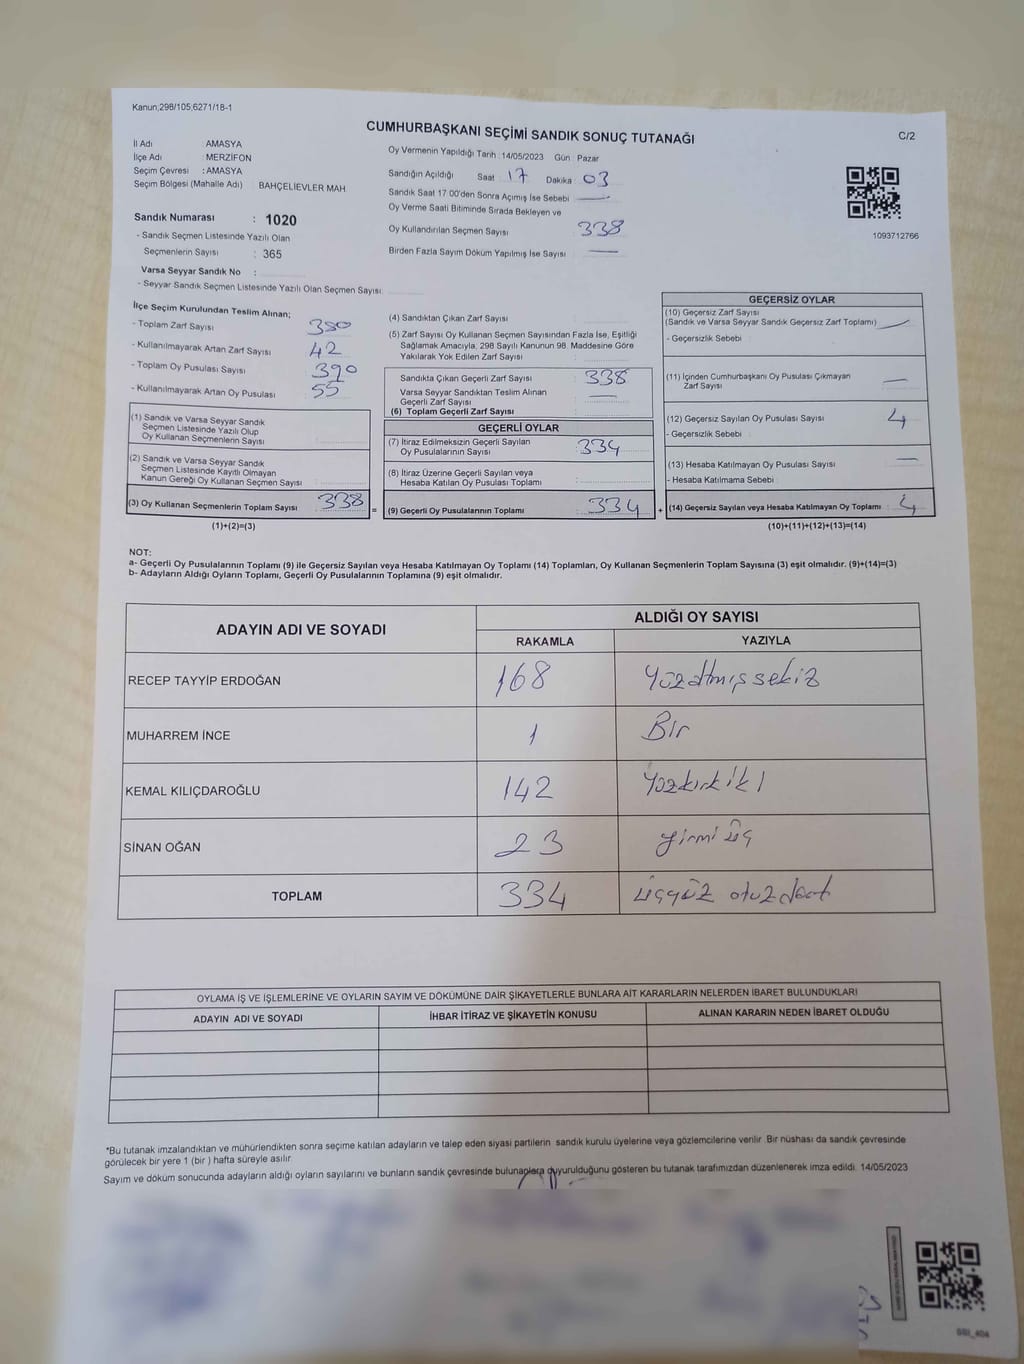 Kanun;298/105;6271/18-1
CUMHURBAŞKANI SEÇİMİ SANDIK SONUÇ TUTANAĞI
C/2
İl Adı : AMASYA
İlçe Adı : MERZİFON
Seçim Çevresi : AMASYA
Seçim Bölgesi (Mahalle Adı) : BAHÇELİEVLER MAH.
Oy Vermenin Yapıldığı Tarih : 14/05/2023 Gün : Pazar
Sandığın Açıldığı Saat : 17 Dakika : 03
Sandık Saat 17.00'den Sonra Açımış İse Sebebi :
Oy Verme Saati Bitiminde Sırada Bekleyen ve
Oy Kullandırılan Seçmen Sayısı : 338
Birden Fazla Sayım Döküm Yapılmış İse Sayısı :
1093712766
Sandık Numarası : 1020
- Sandık Seçmen Listesinde Yazılı Olan
Seçmenlerin Sayısı : 365
Varsa Seyyar Sandık No :
- Seyyar Sandık Seçmen Listesinde Yazılı Olan Seçmen Sayısı:
İlçe Seçim Kurulundan Teslim Alınan;
- Toplam Zarf Sayısı : 380
- Kullanılmayarak Artan Zarf Sayısı : 42
- Toplam Oy Pusulası Sayısı : 390
- Kullanılmayarak Artan Oy Pusulası : 55
(1) Sandık ve Varsa Seyyar Sandık
Seçmen Listesinde Yazılı Olup
Oy Kullanan Seçmenlerin Sayısı :
(2) Sandık ve Varsa Seyyar Sandık
Seçmen Listesinde Kayıtlı Olmayan
Kanun Gereği Oy Kullanan Seçmen Sayısı :
(3) Oy Kullanan Seçmenlerin Toplam Sayısı : 338 =
(1)+(2)=(3)
(4) Sandıktan Çıkan Zarf Sayısı :
(5) Zarf Sayısı Oy Kullanan Seçmen Sayısından Fazla İse, Eşitliği
Sağlamak Amacıyla, 298 Sayılı Kanunun 98. Maddesine Göre
Yakılarak Yok Edilen Zarf Sayısı :
Sandıkta Çıkan Geçerli Zarf Sayısı : 338
Varsa Seyyar Sandıktan Teslim Alınan
Geçerli Zarf Sayısı :
(6) Toplam Geçerli Zarf Sayısı :
GEÇERLİ OYLAR
(7) İtiraz Edilmeksizin Geçerli Sayılan
Oy Pusulalarının Sayısı : 334
(8) İtiraz Üzerine Geçerli Sayılan veya
Hesaba Katılan Oy Pusulası Toplamı :
(9) Geçerli Oy Pusulalarının Toplamı : 334 +
GEÇERSİZ OYLAR
(10) Geçersiz Zarf Sayısı
(Sandık ve Varsa Seyyar Sandık Geçersiz Zarf Toplamı) :
- Geçersizlik Sebebi :
(11) İçinden Cumhurbaşkanı Oy Pusulası Çıkmayan
Zarf Sayısı :
(12) Geçersiz Sayılan Oy Pusulası Sayısı : 4
- Geçersizlik Sebebi :
(13) Hesaba Katılmayan Oy Pusulası Sayısı :
- Hesaba Katılmama Sebebi :
(14) Geçersiz Sayılan veya Hesaba Katılmayan Oy Toplamı : 4
(10)+(11)+(12)+(13)=(14)
NOT:
a- Geçerli Oy Pusulalarının Toplamı (9) ile Geçersiz Sayılan veya Hesaba Katılmayan Oy Toplamı (14) Toplamları, Oy Kullanan Seçmenlerin Toplam Sayısına (3) eşit olmalıdır. (9)+(14)=(3)
b- Adayların Aldığı Oyların Toplamı, Geçerli Oy Pusulalarının Toplamına (9) eşit olmalıdır.
ADAYIN ADI VE SOYADI
ALDIĞI OY SAYISI
RAKAMLA YAZIYLA
RECEP TAYYİP ERDOĞAN 168 Yüzaltmışsekiz
MUHARREM İNCE 1 Bir
KEMAL KILIÇDAROĞLU 142 Yüzkırkiki
SİNAN OĞAN 23 Yirmi üç
TOPLAM 334 üçyüz otuzdört
OYLAMA İŞ VE İŞLEMLERİNE VE OYLARIN SAYIM VE DÖKÜMÜNE DAİR ŞİKAYETLERLE BUNLARA AİT KARARLARIN NELERDEN İBARET BULUNDUKLARI
ADAYIN ADI VE SOYADI İHBAR İTİRAZ VE ŞİKAYETİN KONUSU ALINAN KARARIN NEDEN İBARET OLDUĞU
*Bu tutanak imzalandıktan ve mühürlendikten sonra seçime katılan adayların ve talep eden siyasi partilerin sandık kurulu üyelerine veya gözlemcilerine verilir. Bir nüshası da sandık çevresinde
görülecek bir yere 1 (bir ) hafta süreyle asılır.
Sayım ve döküm sonucunda adayların aldığı oyların sayılarını ve bunların sandık çevresinde bulunanlara duyurulduğunu gösteren bu tutanak tarafımızdan düzenlenerek imza edildi. 14/05/2023